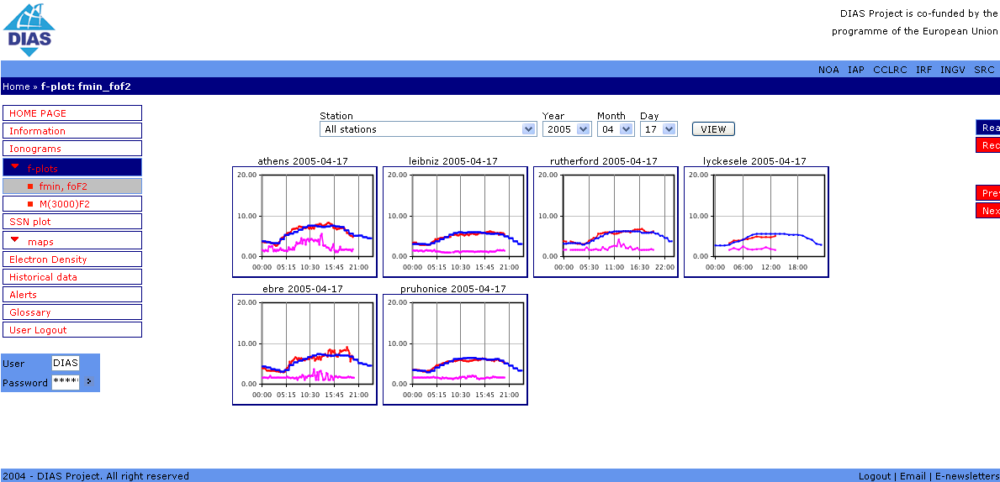 DIAS
DIAS Project is co-funded by the
programme of the European Union
NOA IAP CCLRC IRF INGV SRC
Home » f-plot: fmin_fof2
HOME PAGE
Information
Ionograms
f-plots
fmin, foF2
M(3000)F2
SSN plot
maps
Electron Density
Historical data
Alerts
Glossary
User Logout
User DIAS
Password ****
Station Year Month Day
All stations 2005 04 17 VIEW
Rea
Rec
Prev
Nex
athens 2005-04-17
20.00
10.00
0.00
00:00 05:15 10:30 15:45 21:00
leibniz 2005-04-17
20.00
10.00
0.00
00:00 05:15 10:30 15:45 21:00
rutherford 2005-04-17
20.00
10.00
0.00
00:00 05:30 11:00 16:30 22:00
lyckesele 2005-04-17
20.00
10.00
0.00
00:00 06:00 12:00 18:00
ebre 2005-04-17
20.00
10.00
0.00
00:00 05:15 10:30 15:45 21:00
pruhonice 2005-04-17
20.00
10.00
0.00
00:00 05:15 10:30 15:45 21:00
2004 - DIAS Project. All right reserved
Logout | Email | E-newsletters